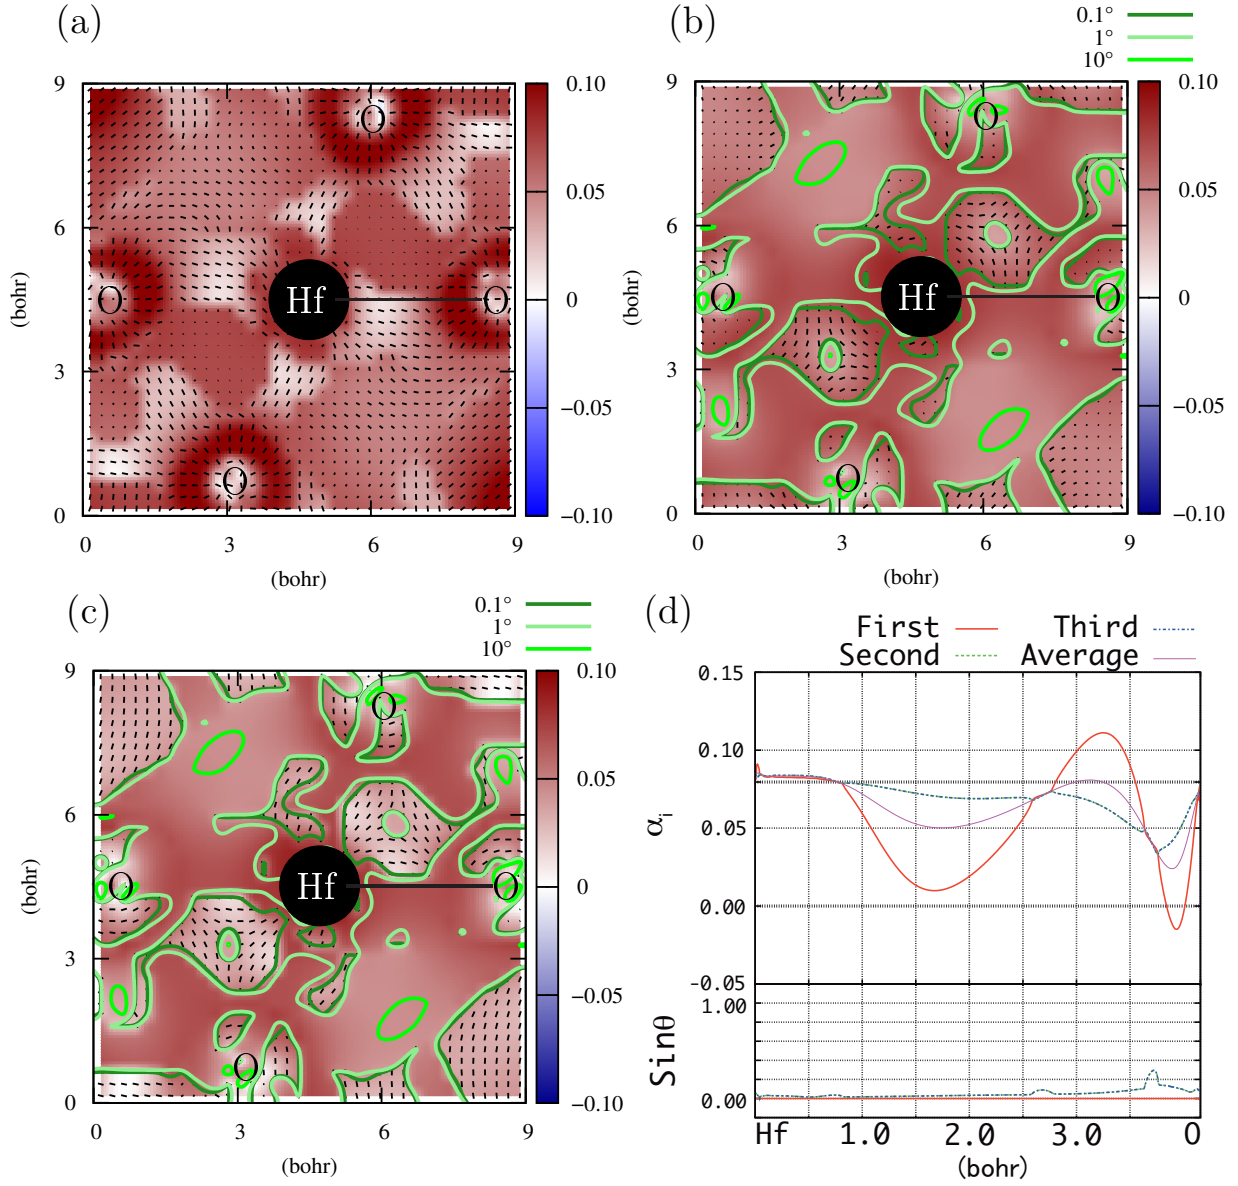 (a)
9
6
3
0
0 3 6 9
(bohr)
(bohr)
0.10
0.05
0
−0.05
−0.10
O
O
Hf
O
O
(b)
0.1°
1°
10°
9
6
3
0
0 3 6 9
(bohr)
(bohr)
0.10
0.05
0
−0.05
−0.10
O
O
Hf
O
O
(c)
0.1°
1°
10°
9
6
3
0
0 3 6 9
(bohr)
(bohr)
0.10
0.05
0
−0.05
−0.10
O
O
Hf
O
O
(d)
First Third
Second Average
0.15
0.10
0.05
0.00
-0.05
αi
1.00
0.00
Sinθ
Hf 1.0 2.0 3.0 O
(bohr)